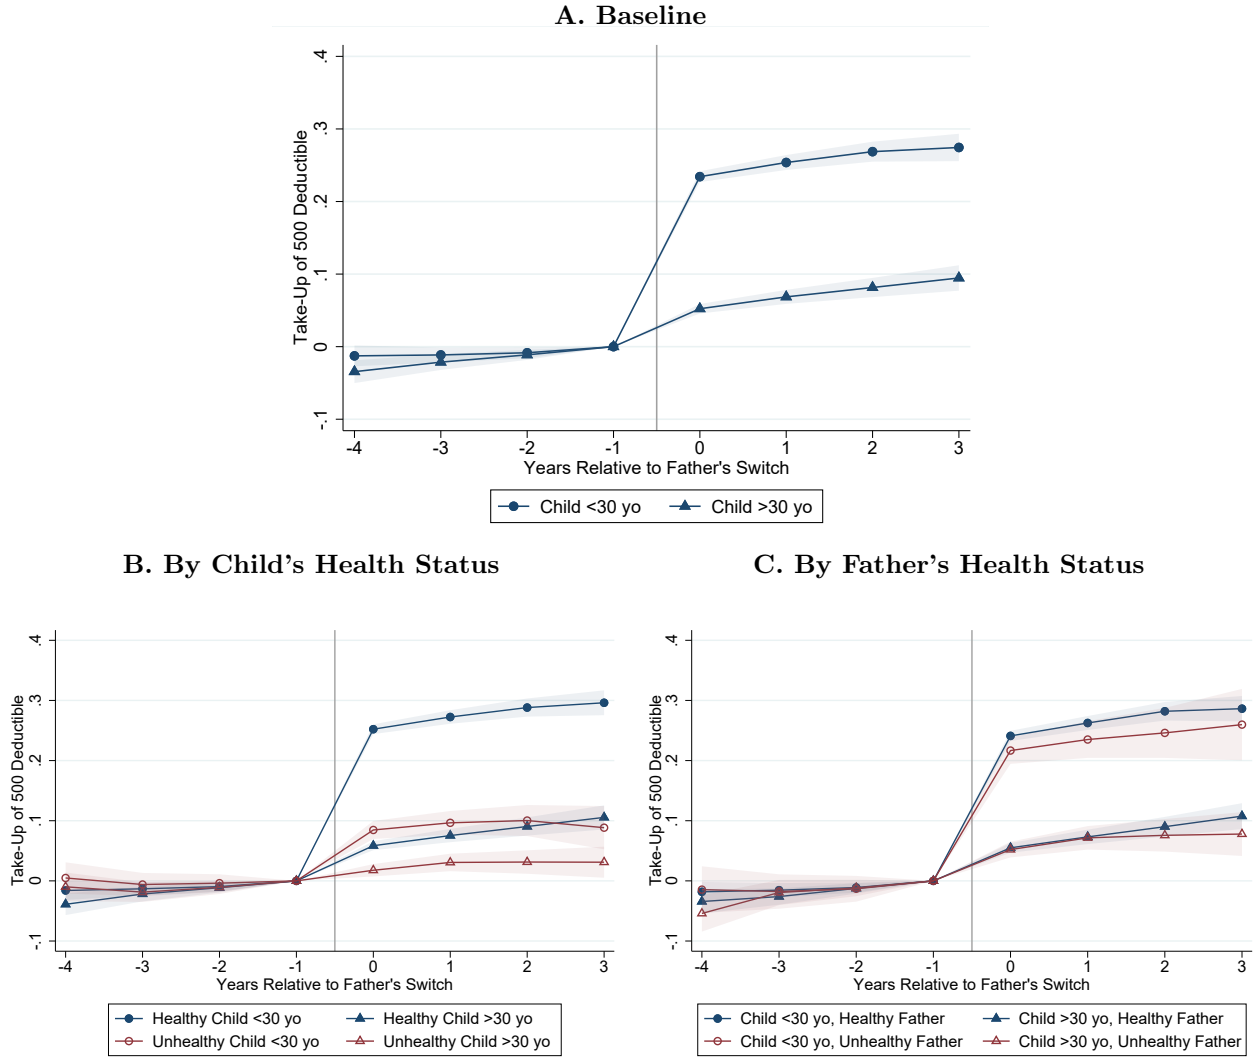 A. Baseline
Take-Up of 500 Deductible
.4
.3
.2
.1
0
-.1
-4 -3 -2 -1 0 1 2 3
Years Relative to Father's Switch
Child <30 yo Child >30 yo
B. By Child's Health Status
Take-Up of 500 Deductible
.4
.3
.2
.1
0
-.1
-4 -3 -2 -1 0 1 2 3
Years Relative to Father's Switch
Healthy Child <30 yo Healthy Child >30 yo
Unhealthy Child <30 yo Unhealthy Child >30 yo
C. By Father's Health Status
Take-Up of 500 Deductible
.4
.3
.2
.1
0
-.1
-4 -3 -2 -1 0 1 2 3
Years Relative to Father's Switch
Child <30 yo, Healthy Father Child >30 yo, Healthy Father
Child <30 yo, Unhealthy Father Child >30 yo, Unhealthy Father